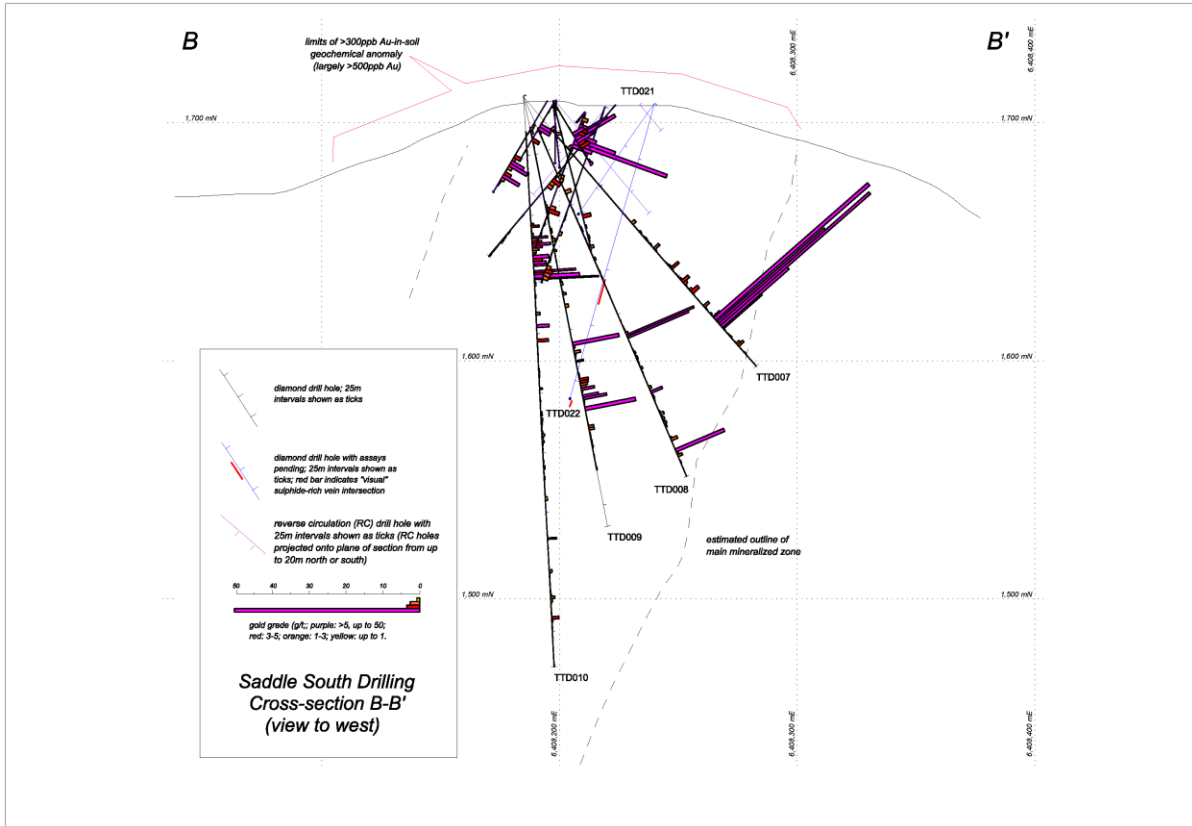 B
B'
limits of >300ppb Au-in-soil
geochemical anomaly
(largely >500ppb Au)
6,408,300 mE
6,408,400 mE
TTD021
1,700 mN
1,700 mN
1,600 mN
1,600 mN
TTD007
TTD022
TTD008
TTD009
estimated outline of
main mineralized zone
1,500 mN
1,500 mN
TTD010
6,408,200 mE
6,408,300 mE
6,408,400 mE
diamond drill hole; 25m
intervals shown as ticks
diamond drill hole with assays
pending; 25m intervals shown as
ticks; red bar indicates "visual"
sulphide-rich vein intersection
reverse circulation (RC) drill hole with
25m intervals shown as ticks (RC holes
projected onto plane of section from up
to 20m north or south)
50 40 30 20 10 0
gold grade (g/t;; purple: >5, up to 50;
red: 3-5; orange: 1-3; yellow: up to 1.
Saddle South Drilling
Cross-section B-B'
(view to west)